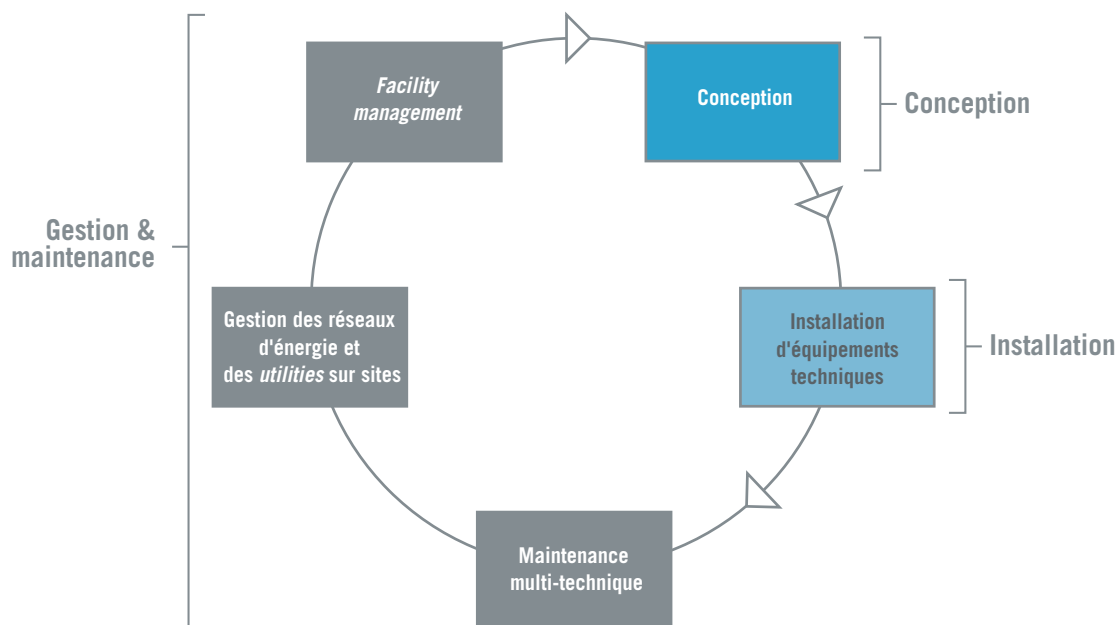 Facility
management
Conception
Conception
Gestion &
maintenance
Gestion des réseaux
d'énergie et
des utilities sur sites
Installation
d'équipements
techniques
Installation
Maintenance
multi-technique